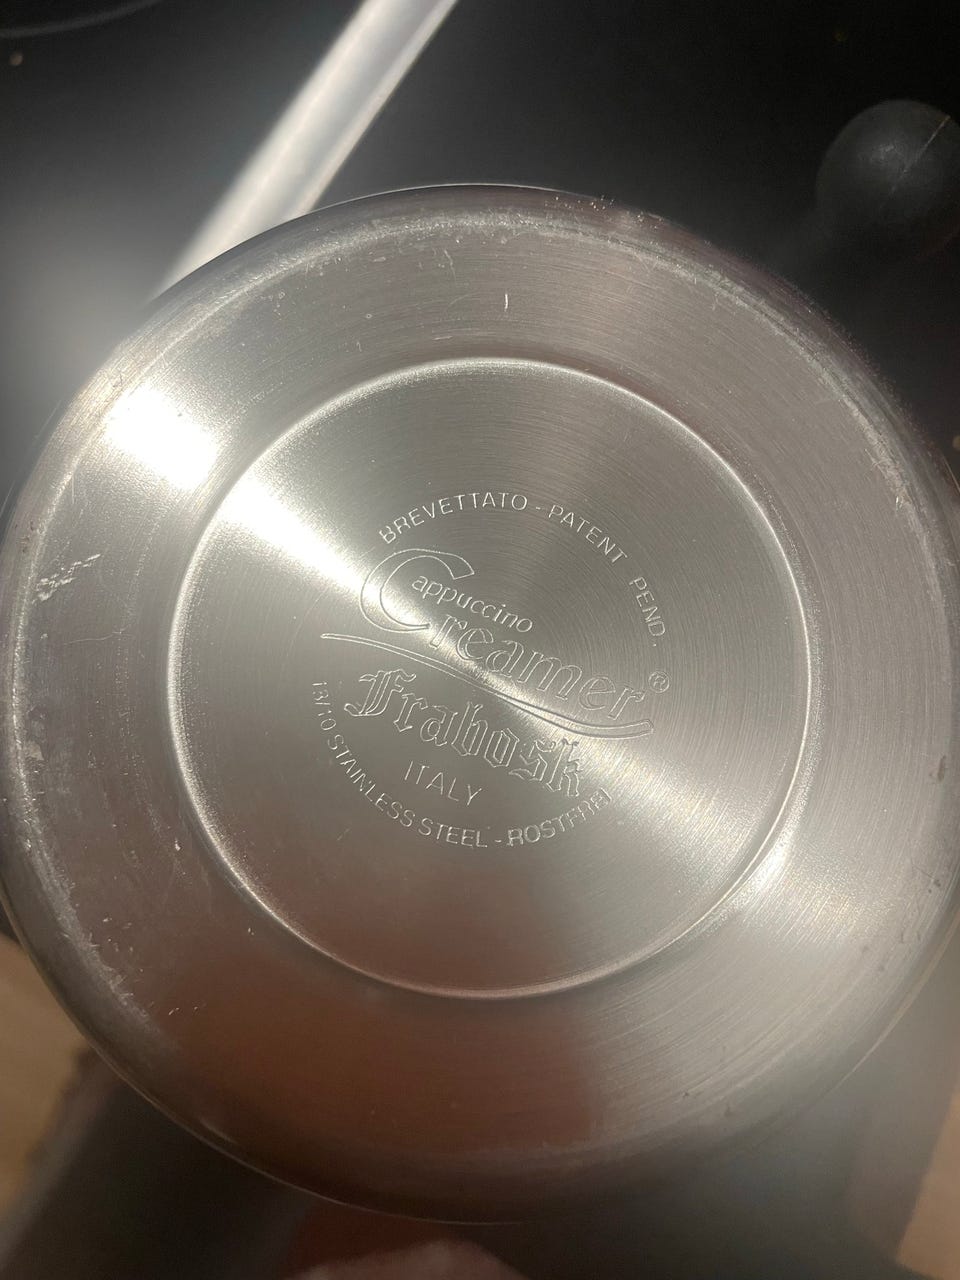 BREVETTATO - PATENT PEND.
Cappuccino
Creamer®
Frabosk
ITALY
18/10 STAINLESS STEEL - ROSTFREI